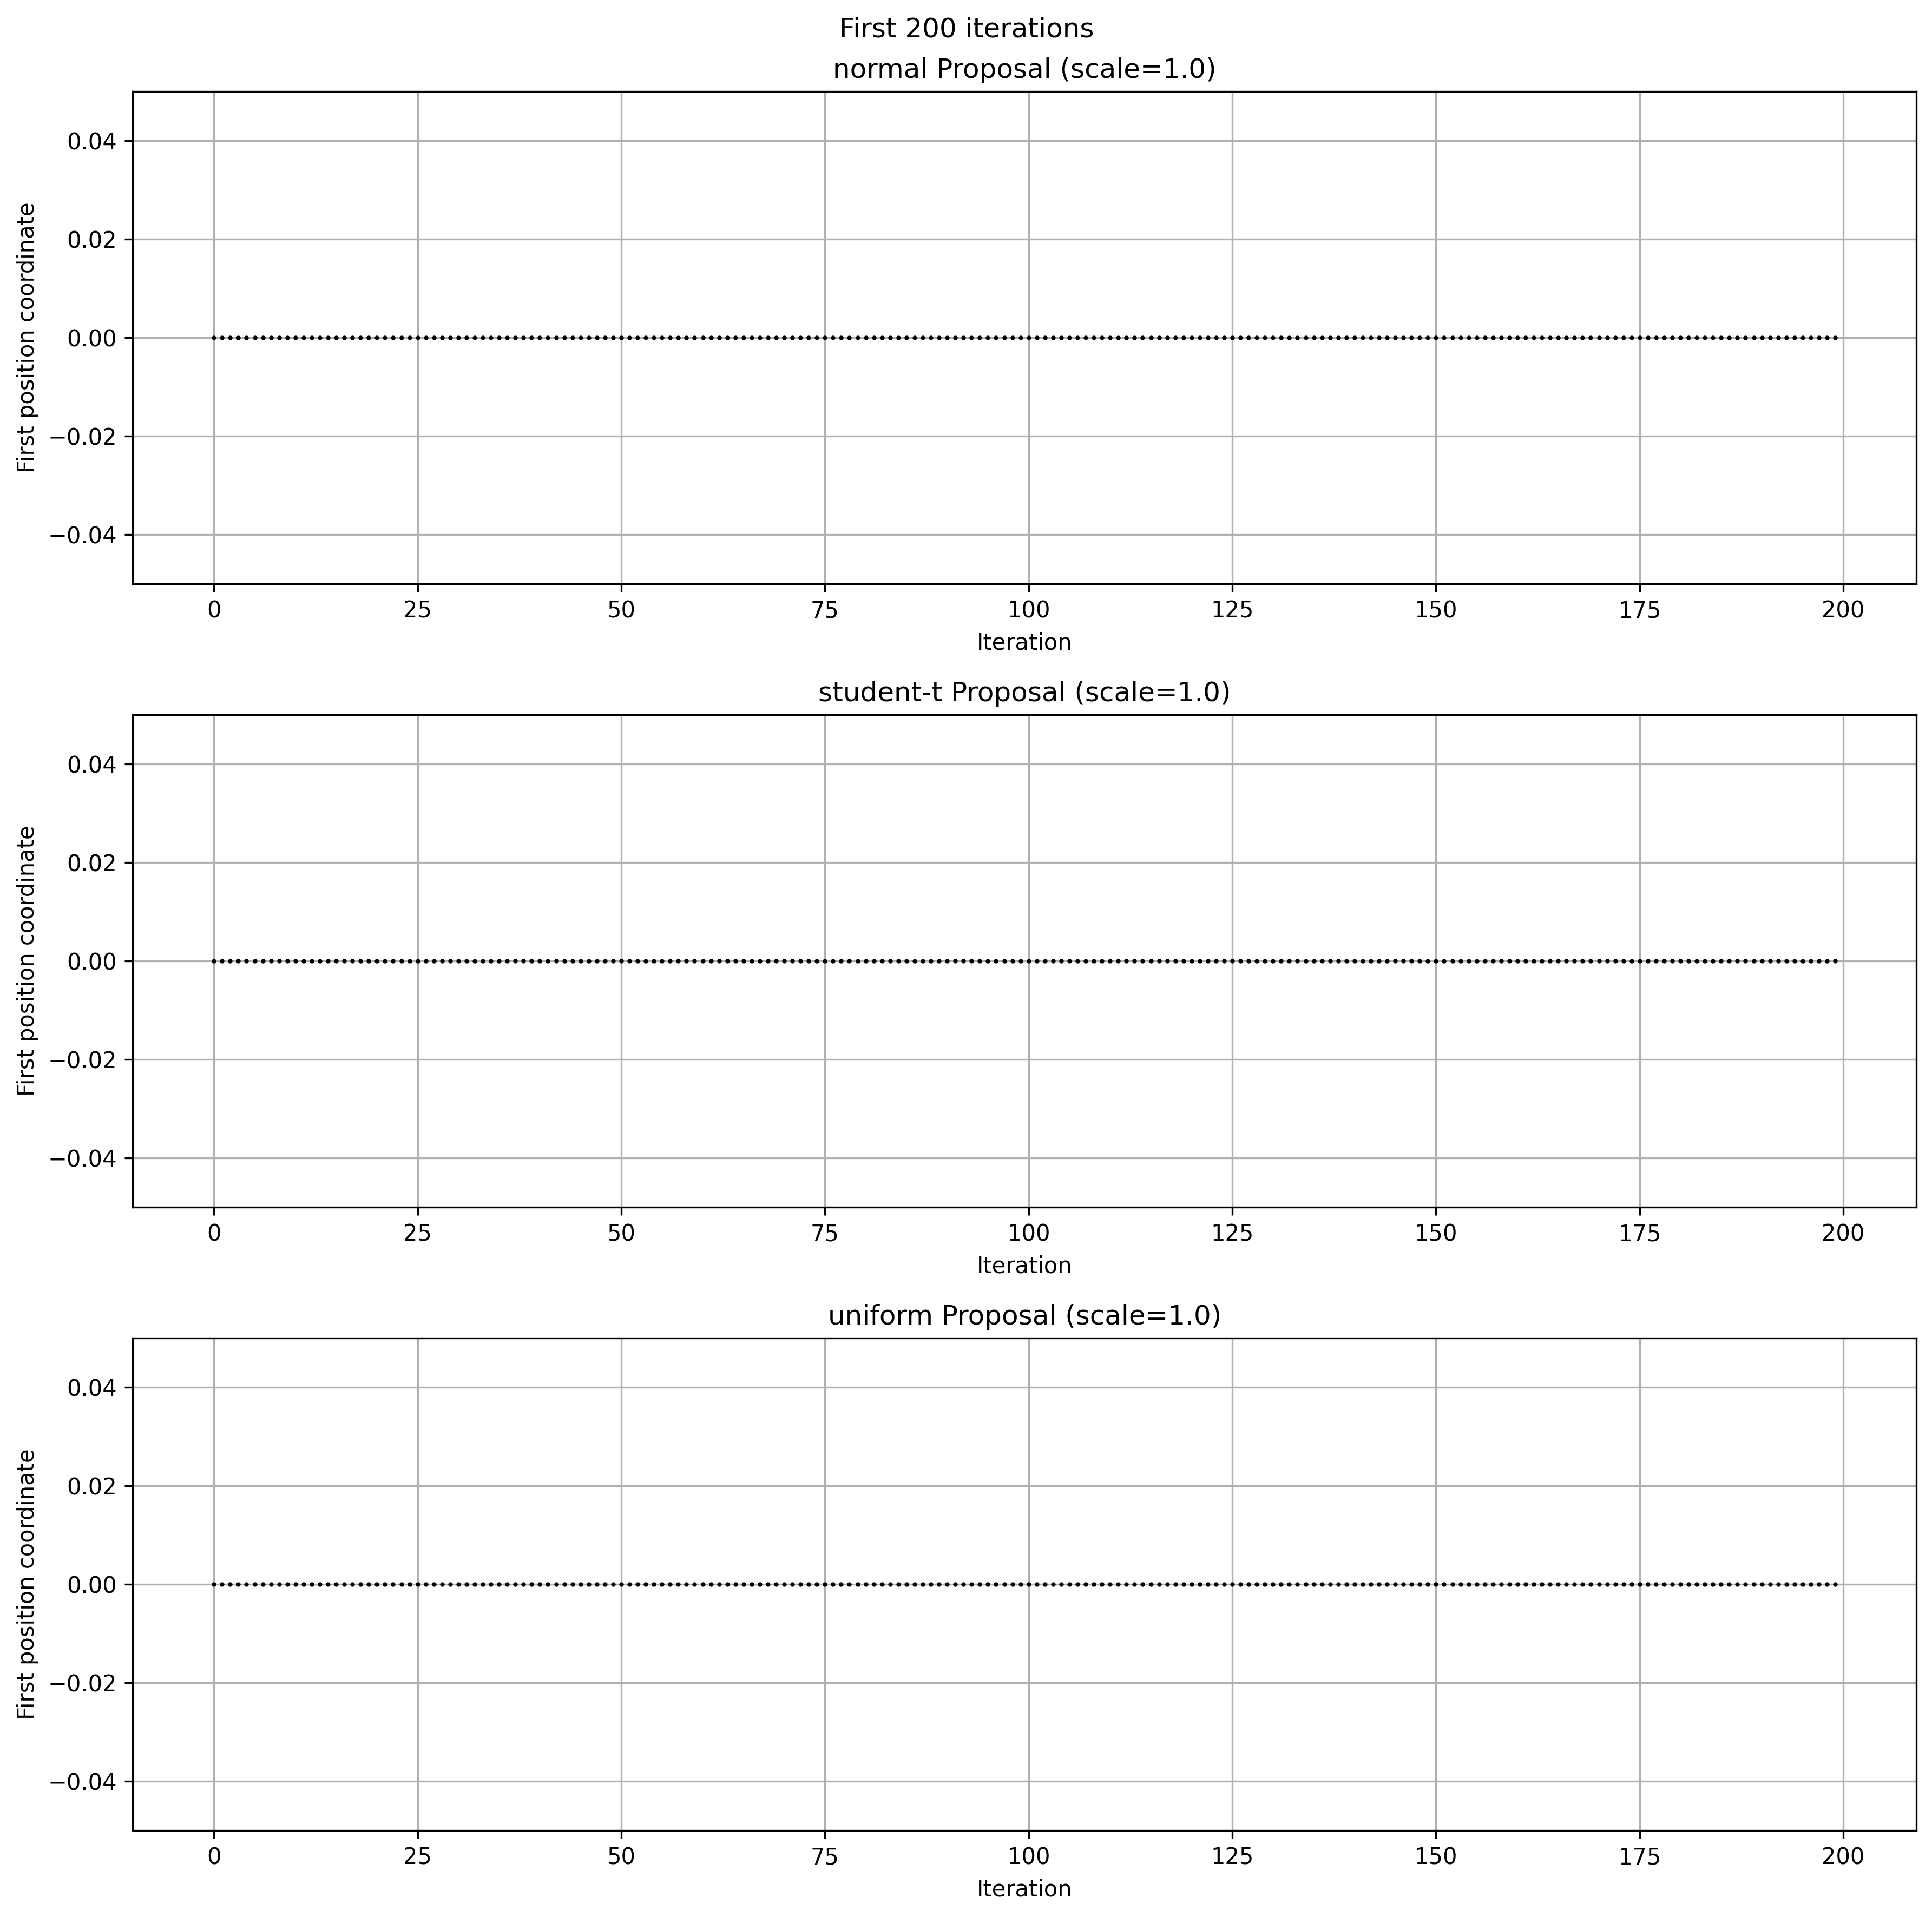 First 200 iterations
normal Proposal (scale=1.0)
0.04
0.02
0.00
−0.02
−0.04
First position coordinate
0 25 50 75 100 125 150 175 200
Iteration
student-t Proposal (scale=1.0)
0.04
0.02
0.00
−0.02
−0.04
First position coordinate
0 25 50 75 100 125 150 175 200
Iteration
uniform Proposal (scale=1.0)
0.04
0.02
0.00
−0.02
−0.04
First position coordinate
0 25 50 75 100 125 150 175 200
Iteration